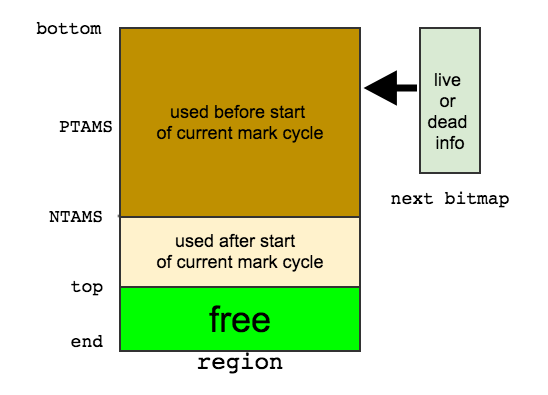 bottom
used before start
of current mark cycle
PTAMS
live
or
dead
info
next bitmap
NTAMS
used after start
of current mark cycle
top
free
end
region